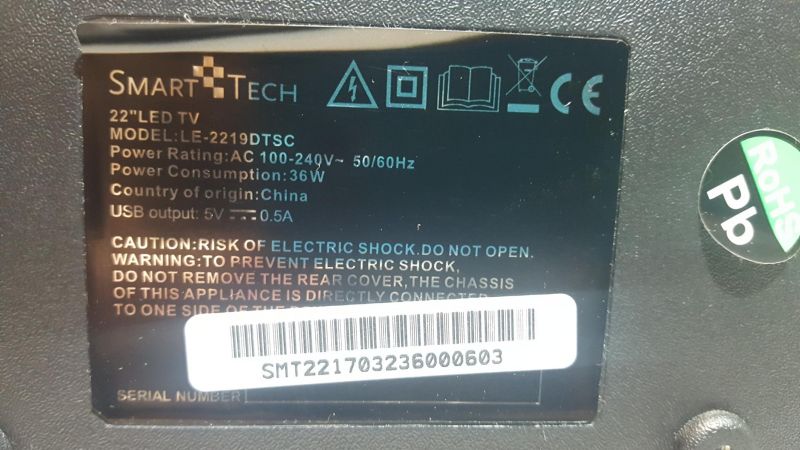 SMART TECH
22"LED TV
MODEL:LE-2219DTSC
Power Rating:AC 100-240V~ 50/60Hz
Power Consumption:36W
Country of origin:China
USB output: 5V⎓0.5A
CAUTION:RISK OF ELECTRIC SHOCK.DO NOT OPEN.
WARNING:TO PREVENT ELECTRIC SHOCK,
DO NOT REMOVE THE REAR COVER,THE CHASSIS
OF THIS APPLIANCE IS DIRECTLY CONNECTED
TO ONE SIDE OF THE
SMT221703236000603
SERIAL NUMBER
CE
RoHS
Pb